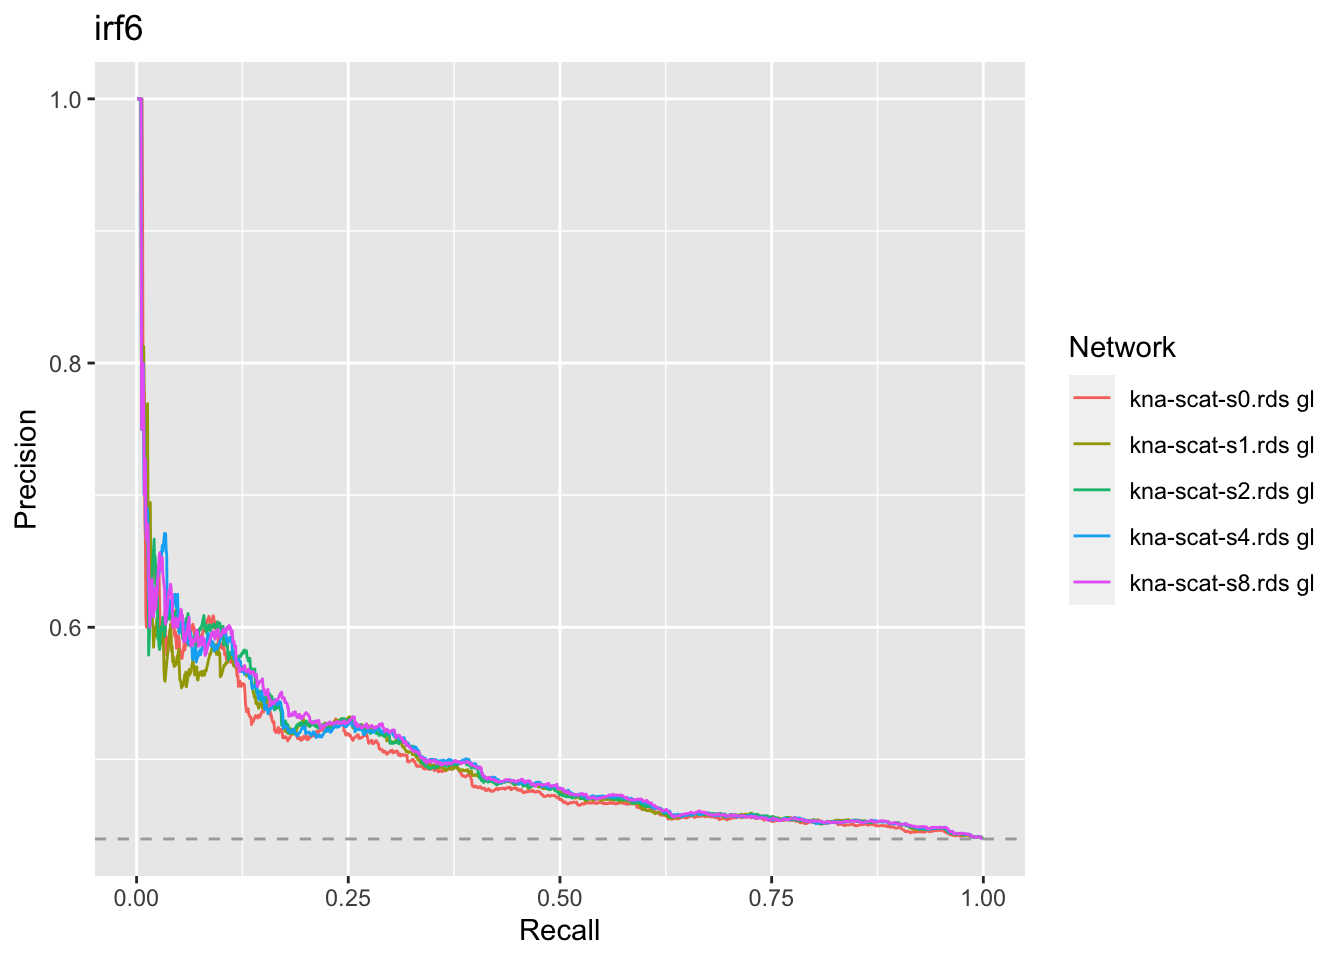 irf6
1.0
0.8
0.6
Precision
0.00
0.25
0.50
0.75
1.00
Recall
Network
kna-scat-s0.rds gl
kna-scat-s1.rds gl
kna-scat-s2.rds gl
kna-scat-s4.rds gl
kna-scat-s8.rds gl